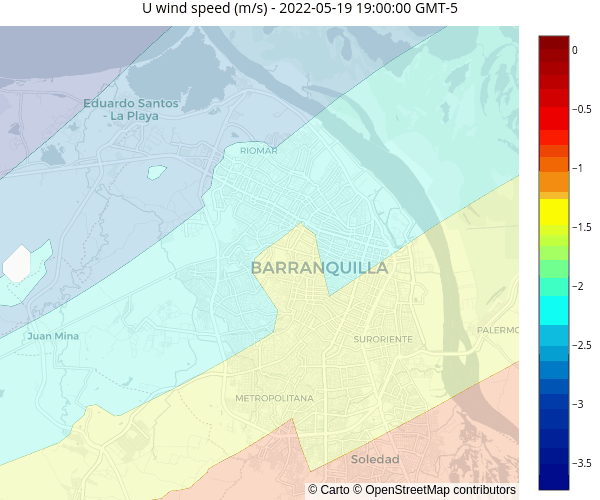 U wind speed (m/s) - 2022-05-19 19:00:00 GMT-5
Eduardo Santos
- La Playa
RIOMAR
BARRANQUILLA
Juan Mina
SURORIENTE
PALERMO
METROPOLITANA
Soledad
© Carto © OpenStreetMap contributors
0
−0.5
−1
−1.5
−2
−2.5
−3
−3.5